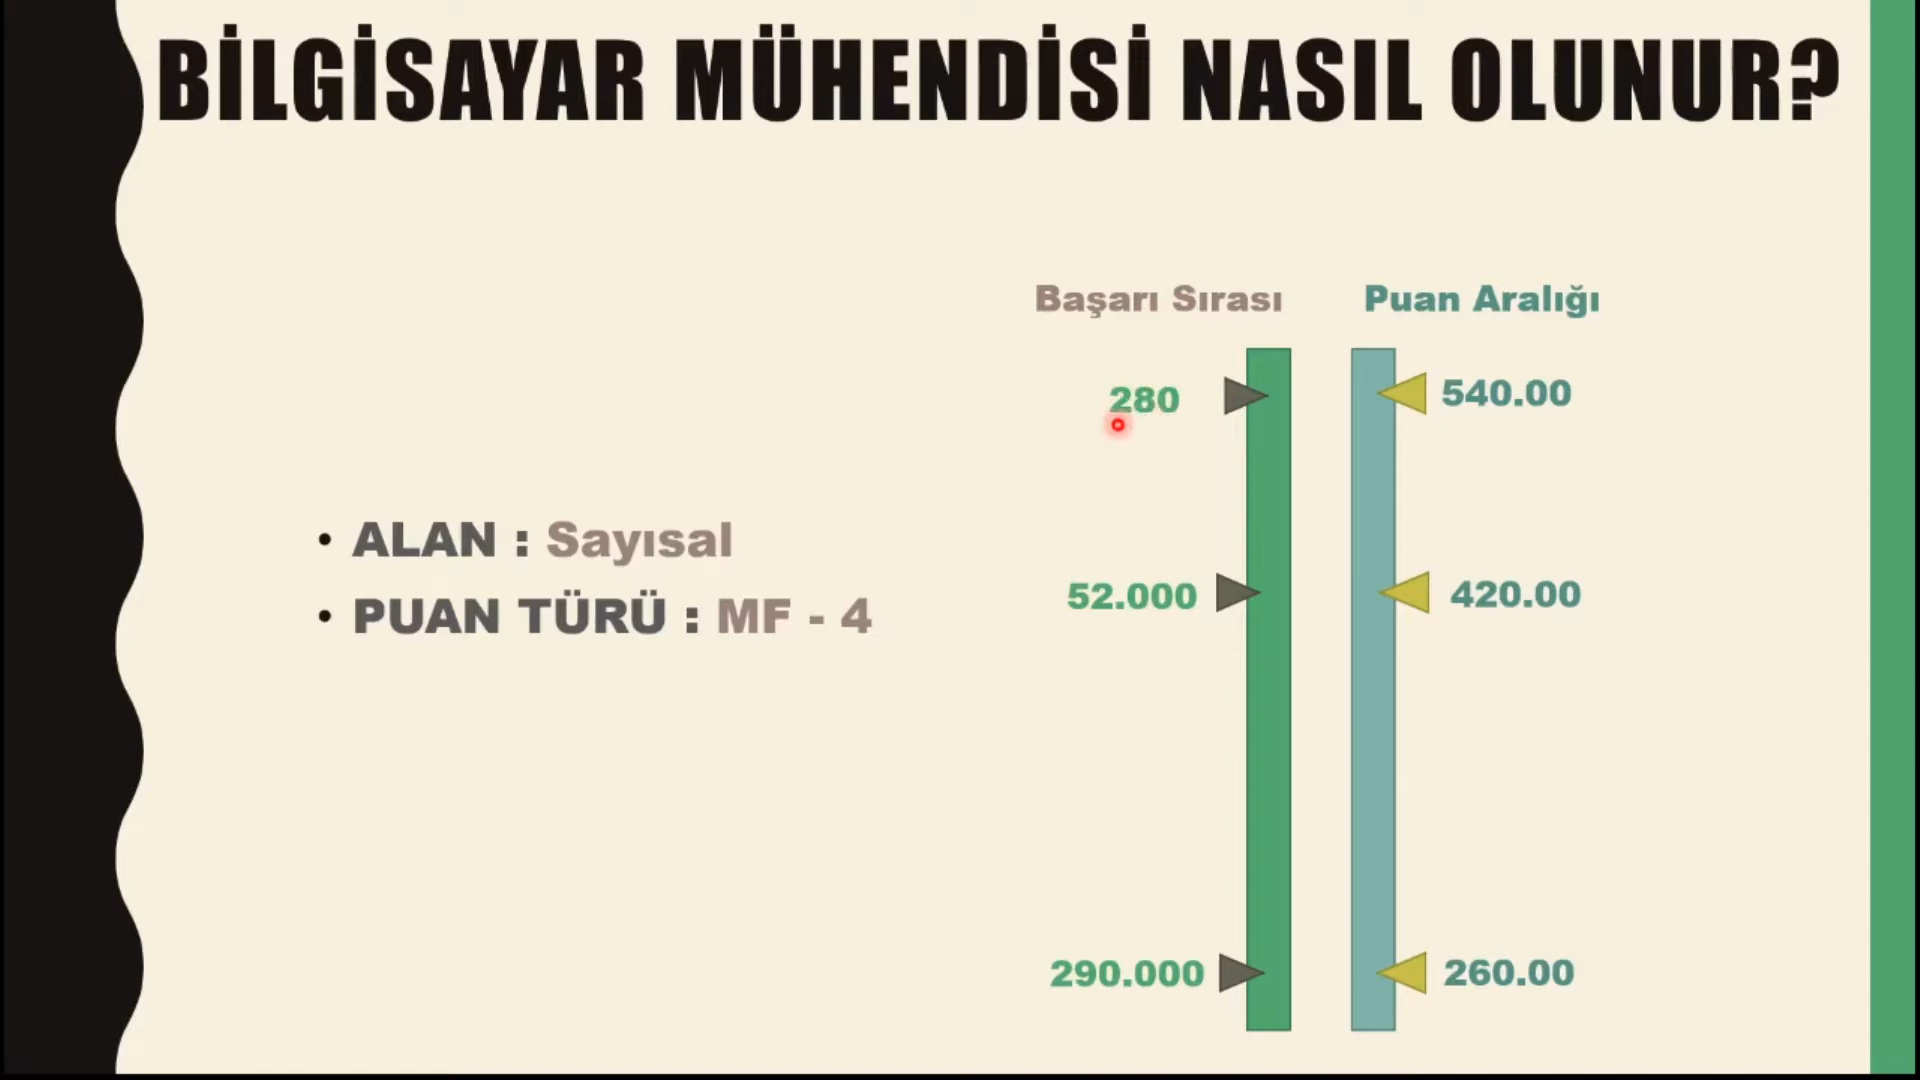 BİLGİSAYAR MÜHENDİSİ NASIL OLUNUR?
Başarı Sırası
Puan Aralığı
280
540.00
• ALAN : Sayısal
• PUAN TÜRÜ : MF - 4
52.000
420.00
290.000
260.00